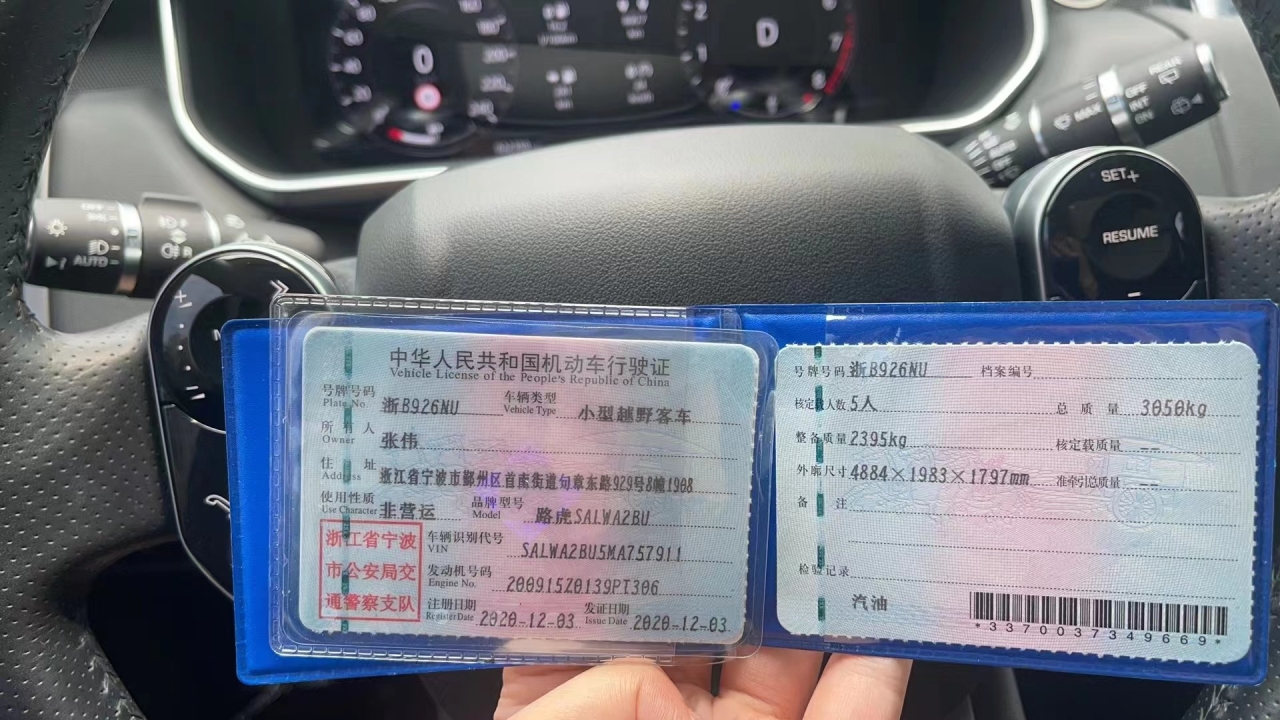 0
D
SET+
RESUME
MAX
OFF
INT
ON
REAR
AUTO
中华人民共和国机动车行驶证
Vehicle License of the People's Republic of China
号牌号码 Plate No. 浙B926NU 车辆类型 Vehicle Type 小型越野客车
所有人 Owner 张伟
住址 Address 浙江省宁波市鄞州区首南街道句章东路929号8幢1908
使用性质 Use Character 非营运 品牌型号 Model 路虎SALWA2BU
浙江省宁波
市公安局交
通警察支队
车辆识别代号 VIN SALWA2BU5MA757911
发动机号码 Engine No. 200915Z0139PT306
注册日期 Register Date 2020-12-03 发证日期 Issue Date 2020-12-03
号牌号码 浙B926NU 档案编号
核定载人数 5人 总质量 3050kg
整备质量 2395kg 核定载质量 --
外廓尺寸 4884×1983×1797mm 准牵引总质量 --
备注
检验记录
汽油
*3370037349669*